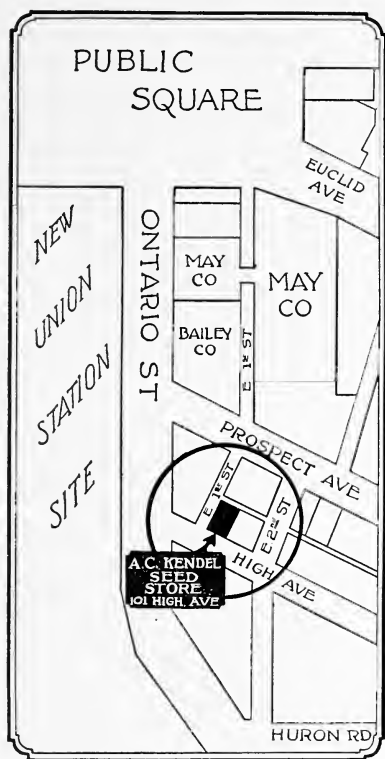 PUBLIC
SQUARE
EUCLID
AVE
NEW
UNION
STATION
SITE
ONTARIO ST
MAY
CO
BAILEY
CO
E 1ST ST
MAY
CO
PROSPECT AVE
E 1ST ST
E 2ND ST
HIGH AVE
A.C. KENDEL
SEED
STORE
101 HIGH. AVE
HURON RD